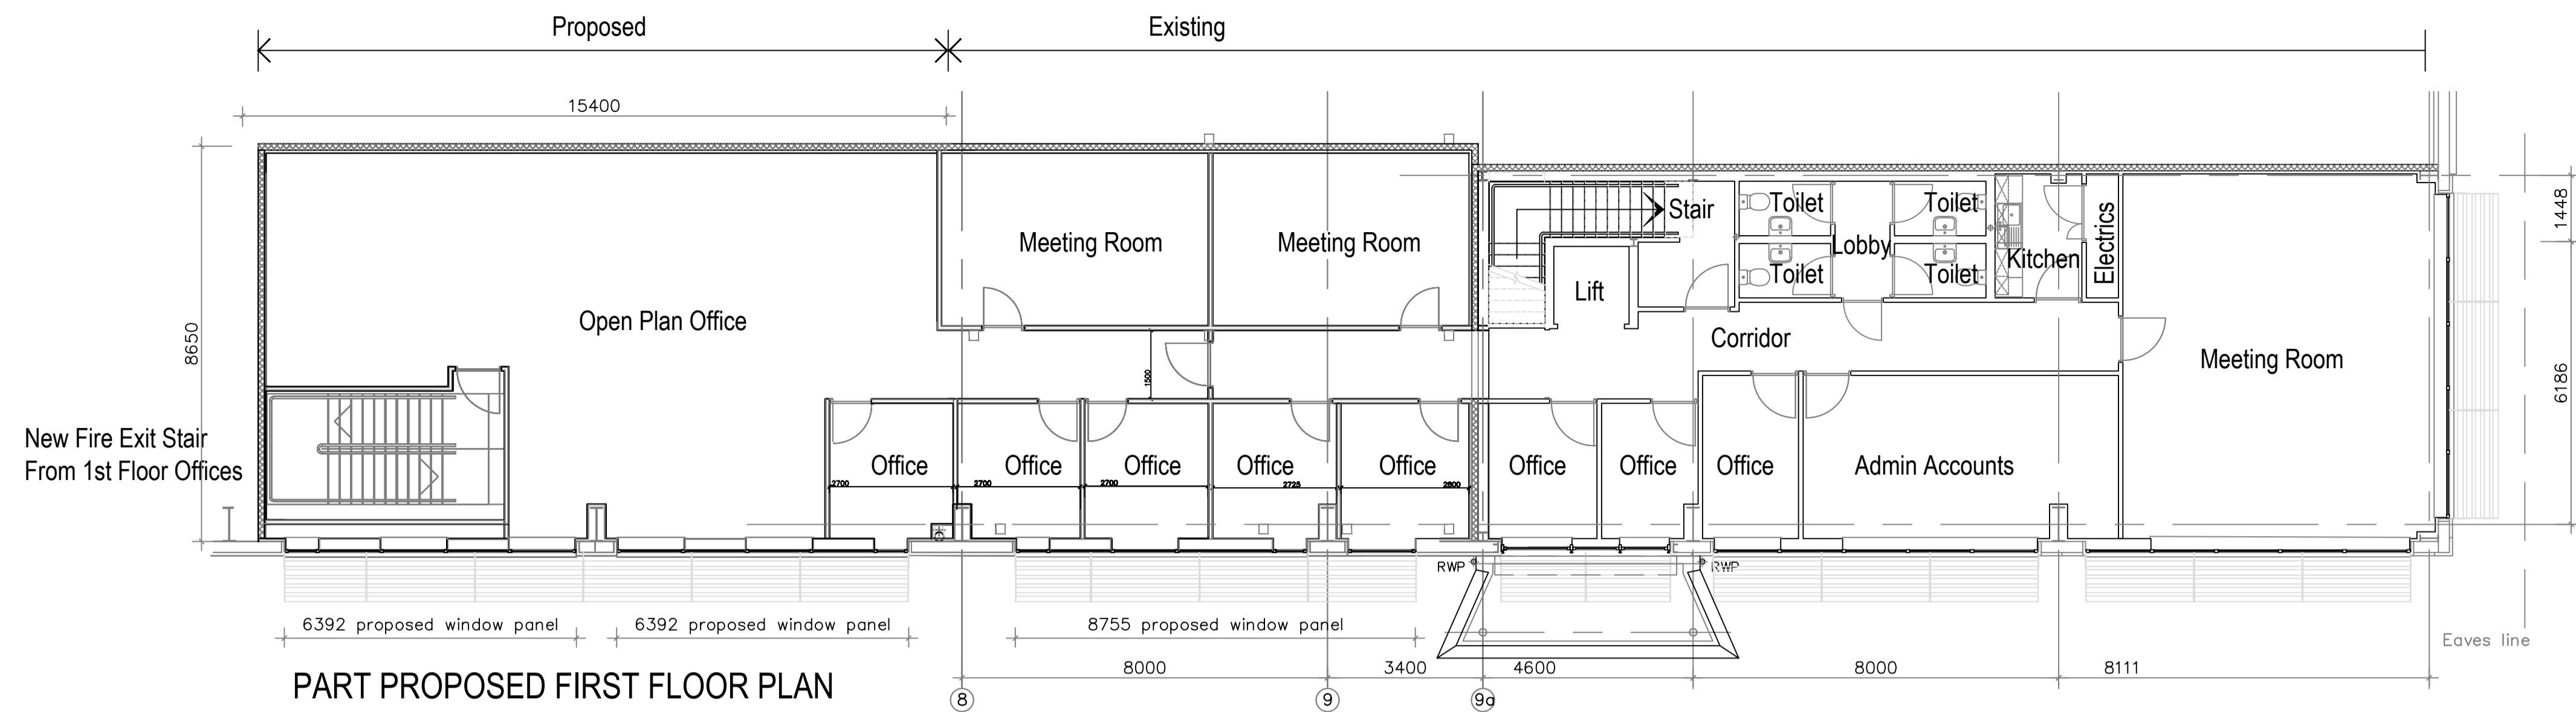 Proposed
Existing
15400
8650
Open Plan Office
Meeting Room
Meeting Room
Stair
Lift
Toilet
Toilet
Lobby
Toilet
Toilet
Kitchen
Electrics
Corridor
Meeting Room
1448
6186
1500
New Fire Exit Stair
From 1st Floor Offices
Office
Office
Office
Office
Office
Office
Office
Office
Admin Accounts
2700
2700
2700
2725
2800
RWP
RWP
6392 proposed window panel
6392 proposed window panel
8755 proposed window panel
Eaves line
8000
3400
4600
8000
8111
PART PROPOSED FIRST FLOOR PLAN
8
9
9a